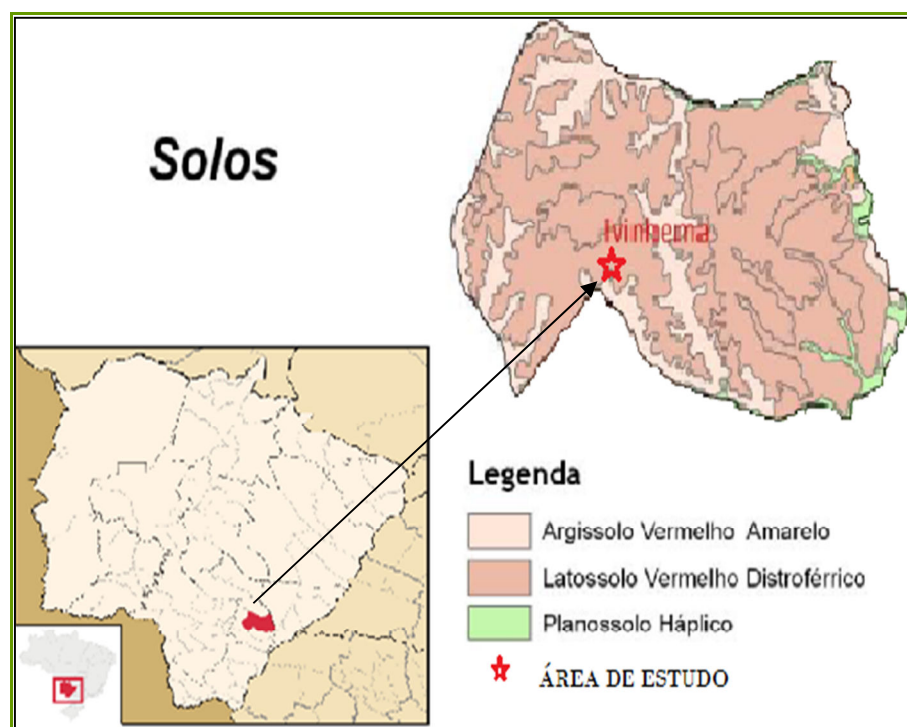 Solos
Ivinhema
Legenda
Argissolo Vermelho Amarelo
Latossolo Vermelho Distroférrico
Planossolo Háplico
ÁREA DE ESTUDO